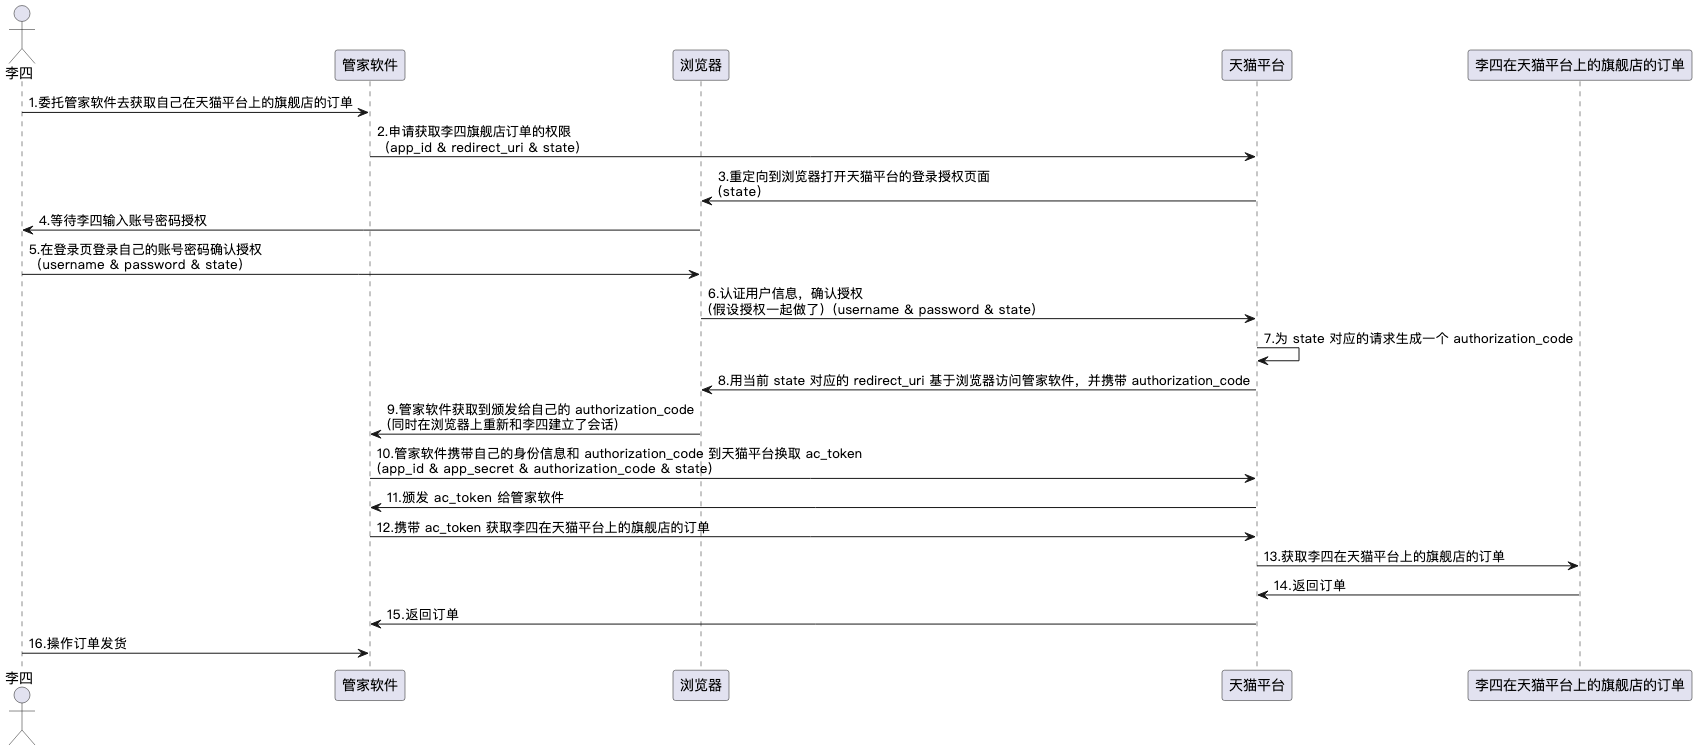 李四
管家软件
浏览器
天猫平台
李四在天猫平台上的旗舰店的订单
1.委托管家软件去获取自己在天猫平台上的旗舰店的订单
2.申请获取李四旗舰店订单的权限
（app_id & redirect_uri & state）
3.重定向到浏览器打开天猫平台的登录授权页面
(state）
4.等待李四输入账号密码授权
5.在登录页登录自己的账号密码确认授权
（username & password & state）
6.认证用户信息，确认授权
(假设授权一起做了)（username & password & state）
7.为 state 对应的请求生成一个 authorization_code
8.用当前 state 对应的 redirect_uri 基于浏览器访问管家软件，并携带 authorization_code
9.管家软件获取到颁发给自己的 authorization_code
(同时在浏览器上重新和李四建立了会话)
10.管家软件携带自己的身份信息和 authorization_code 到天猫平台换取 ac_token
(app_id & app_secret & authorization_code & state)
11.颁发 ac_token 给管家软件
12.携带 ac_token 获取李四在天猫平台上的旗舰店的订单
13.获取李四在天猫平台上的旗舰店的订单
14.返回订单
15.返回订单
16.操作订单发货
李四
管家软件
浏览器
天猫平台
李四在天猫平台上的旗舰店的订单